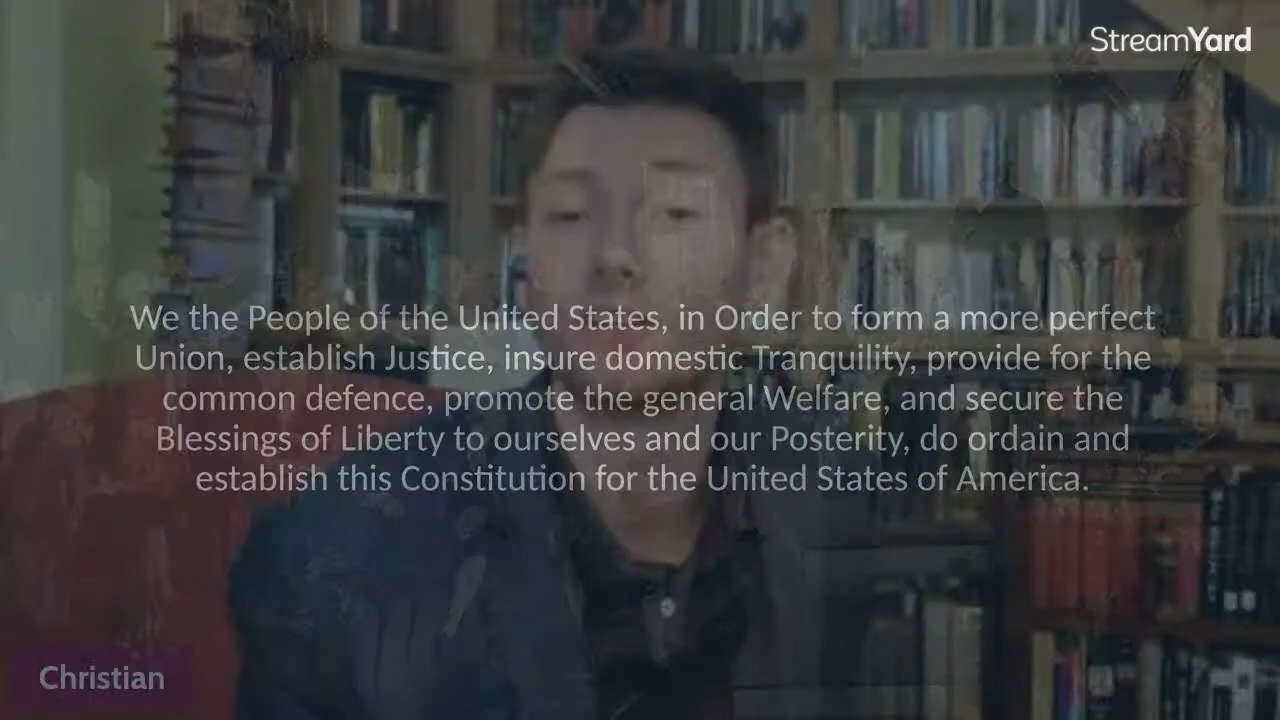 StreamYard
We the People of the United States, in Order to form a more perfect
Union, establish Justice, insure domestic Tranquility, provide for the
common defence, promote the general Welfare, and secure the
Blessings of Liberty to ourselves and our Posterity, do ordain and
establish this Constitution for the United States of America.
Christian